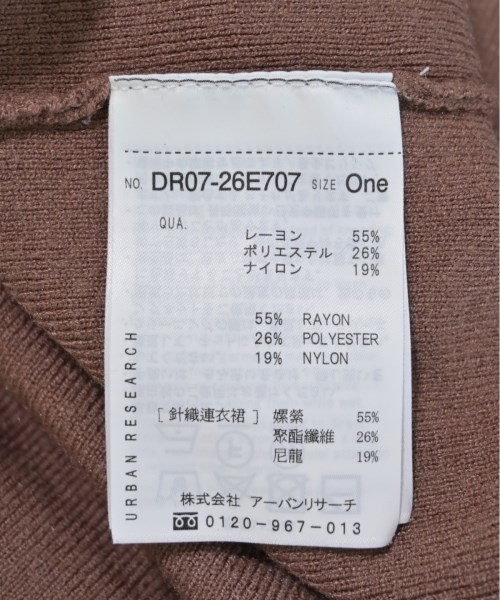 NO. DR07-26E707 SIZE One
QUA.
レーヨン 55%
ポリエステル 26%
ナイロン 19%
55% RAYON
26% POLYESTER
19% NYLON
[針織連衣裙] 嫘縈 55%
聚酯纖維 26%
尼龍 19%
URBAN RESEARCH
株式会社 アーバンリサーチ
0120-967-013